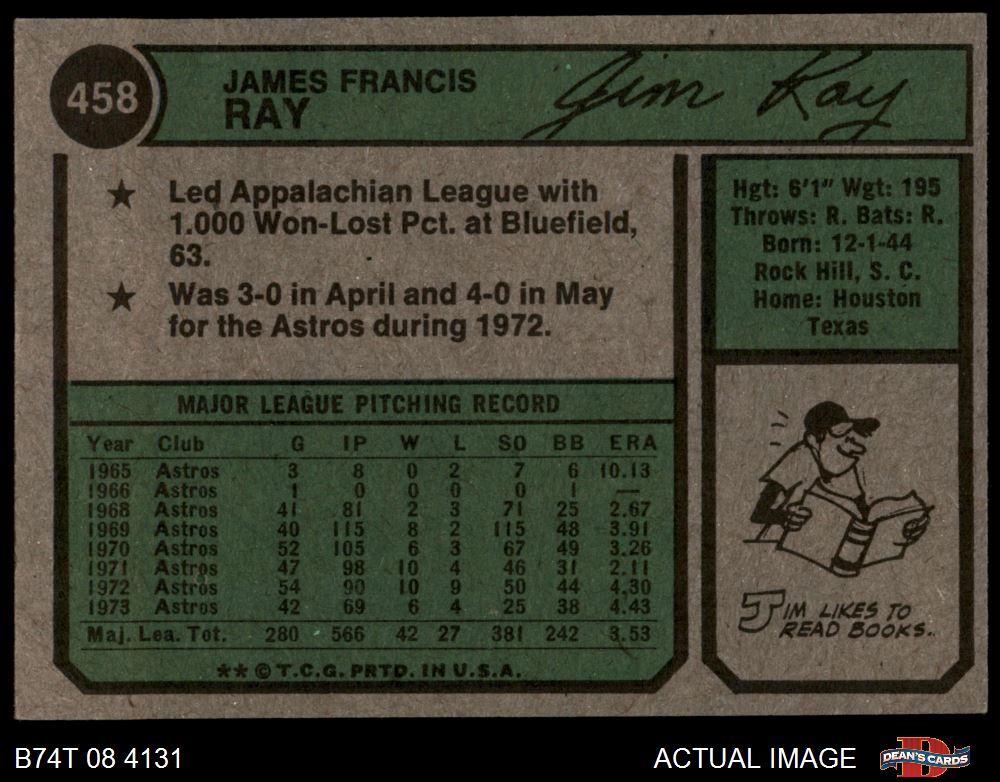 458
JAMES FRANCIS
RAY
Jim Ray
★ Led Appalachian League with
1.000 Won-Lost Pct. at Bluefield,
63.
★ Was 3-0 in April and 4-0 in May
for the Astros during 1972.
Hgt: 6'1" Wgt: 195
Throws: R. Bats: R.
Born: 12-1-44
Rock Hill, S. C.
Home: Houston
Texas
MAJOR LEAGUE PITCHING RECORD
Year Club G IP W L SO BB ERA
1965 Astros 3 8 0 2 7 6 10.13
1966 Astros 1 0 0 0 0 1 —
1968 Astros 41 81 2 3 71 25 2.67
1969 Astros 40 115 8 2 115 48 3.91
1970 Astros 52 105 6 3 67 49 3.26
1971 Astros 47 98 10 4 46 31 2.11
1972 Astros 54 90 10 9 50 44 4.30
1973 Astros 42 69 6 4 25 38 4.43
Maj. Lea. Tot. 280 566 42 27 381 242 3.53
** © T.C.G. PRTD. IN U.S.A.
JIM LIKES TO
READ BOOKS..
B74T 08 4131
ACTUAL IMAGE
DEAN'S CARDS